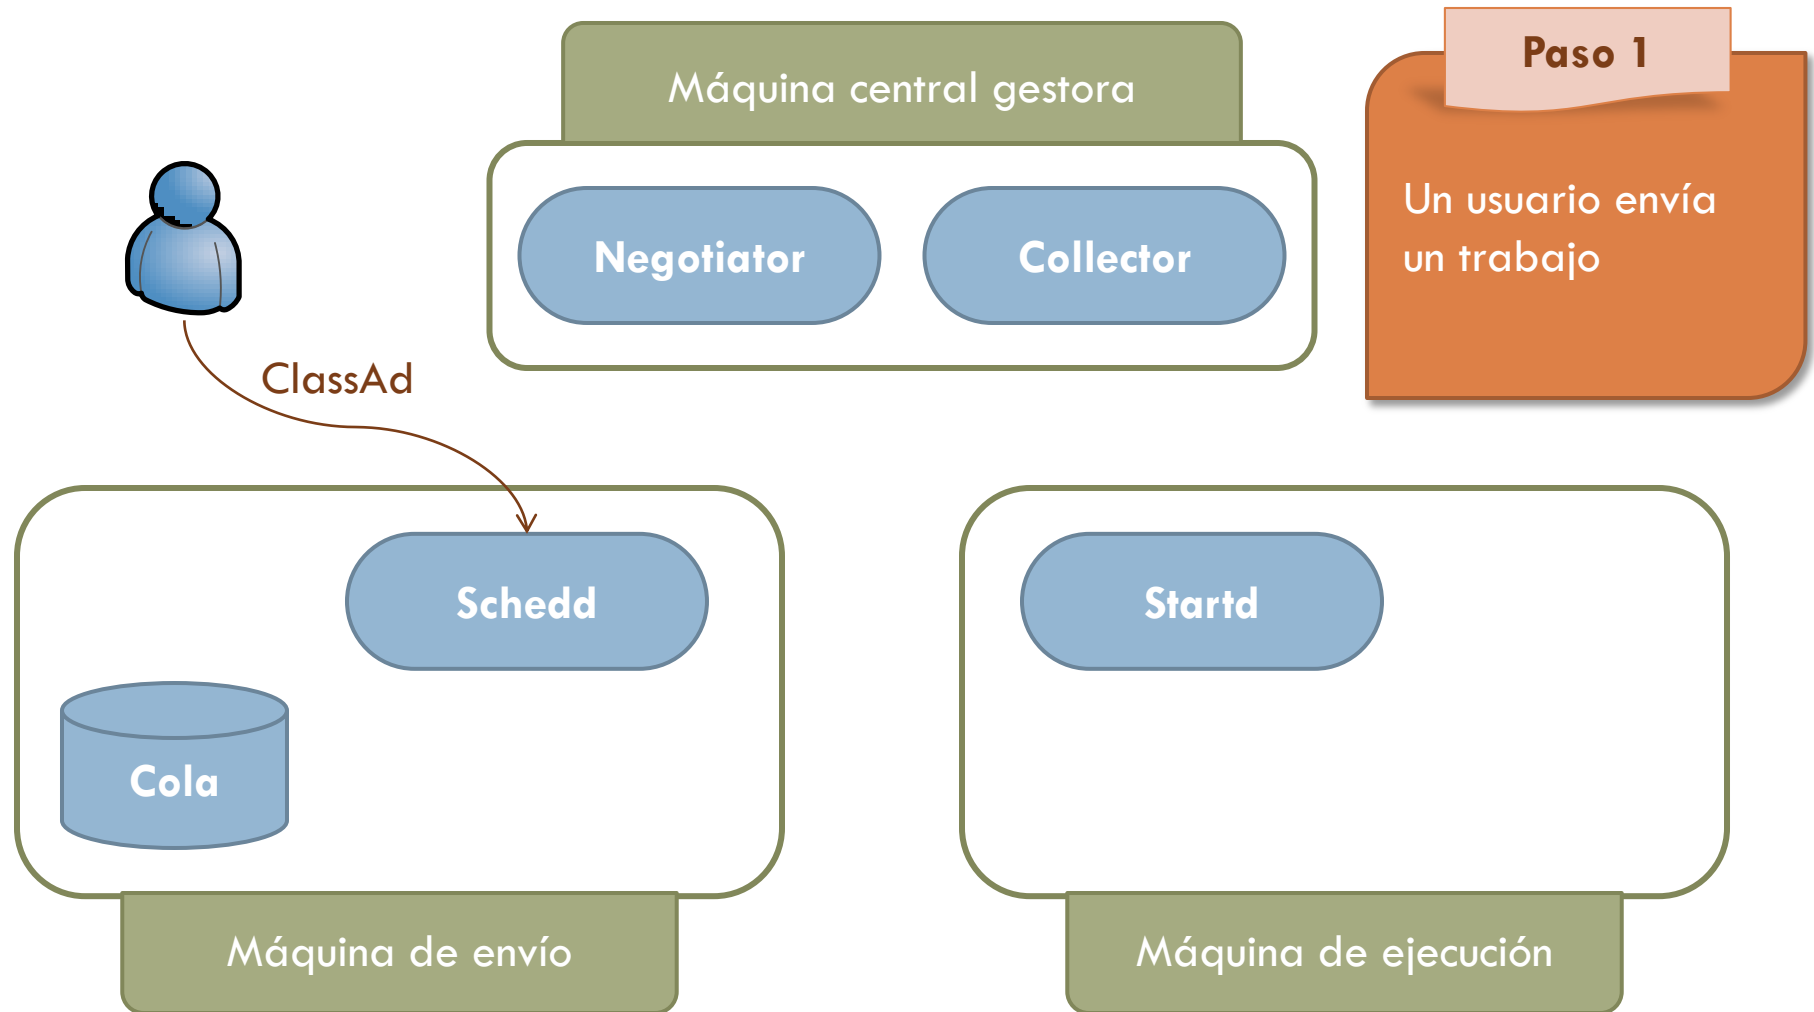 Máquina central gestora
Negotiator
Collector
Paso 1
Un usuario envía
un trabajo
ClassAd
Schedd
Cola
Máquina de envío
Startd
Máquina de ejecución